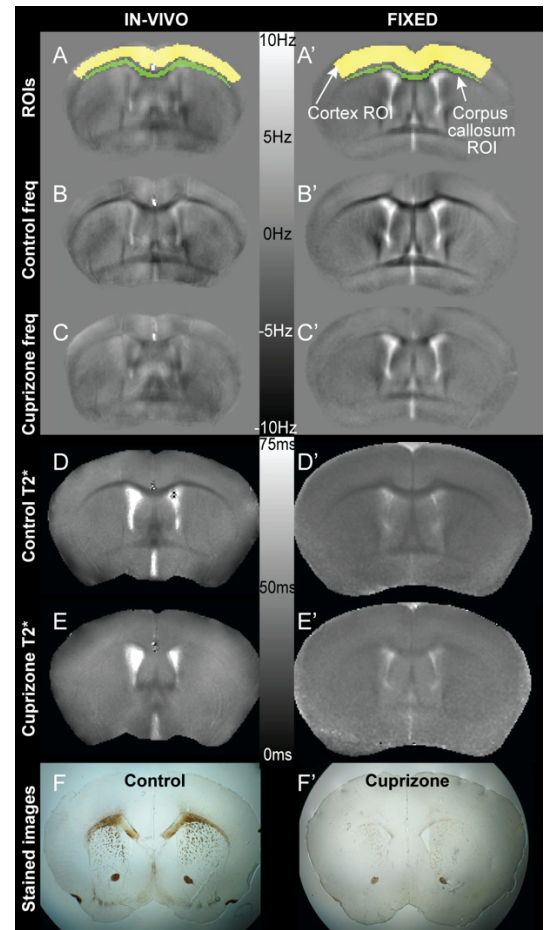 IN-VIVO
FIXED
ROIs
A
10Hz
A'
Cortex ROI
Corpus
callosum
ROI
5Hz
Control freq
B
B'
0Hz
Cuprizone freq
C
-5Hz
C'
-10Hz
75ms
Control T2*
D
D'
50ms
Cuprizone T2*
E
E'
0ms
Stained images
F
Control
F'
Cuprizone